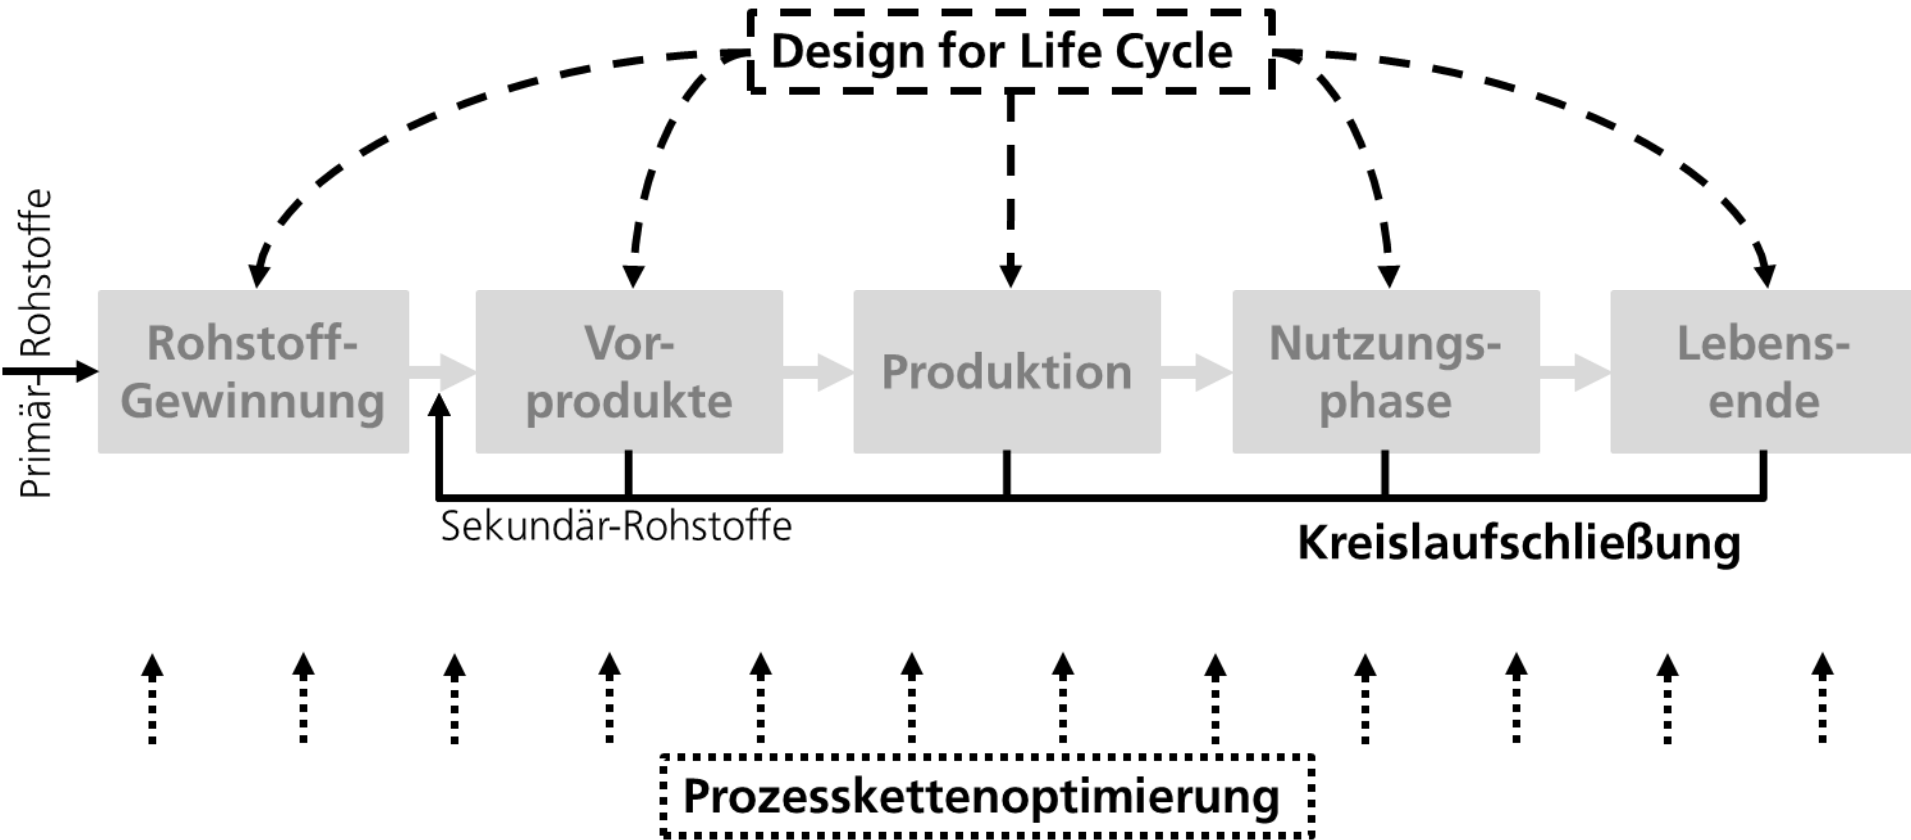 Design for Life Cycle
Primär-Rohstoffe
Rohstoff-
Gewinnung
Vor-
produkte
Produktion
Nutzungs-
phase
Lebens-
ende
Sekundär-Rohstoffe
Kreislaufschließung
Prozesskettenoptimierung